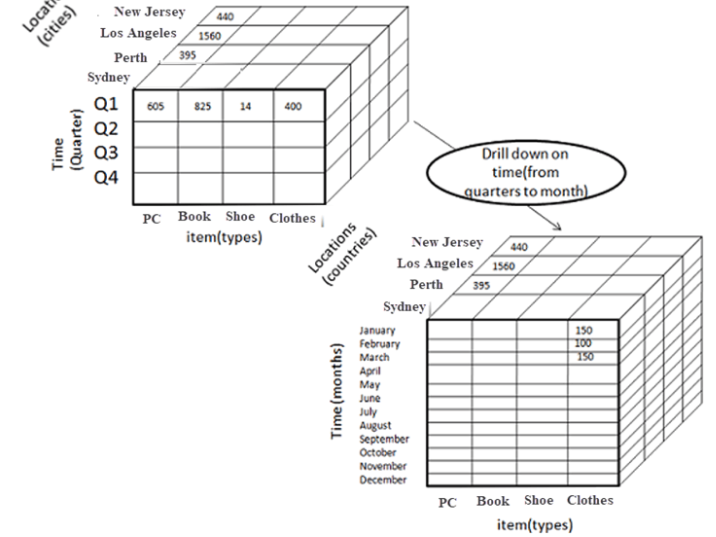 Locations
(cities)
New Jersey 440
Los Angeles 1560
Perth 395
Sydney
Time
(Quarter)
Q1 605 825 14 400
Q2
Q3
Q4
PC Book Shoe Clothes
item(types)
Drill down on
time(from
quarters to month)
Locations
(countries)
New Jersey 440
Los Angeles 1560
Perth 395
Sydney
Time(months)
January 150
February 100
March 150
April
May
June
July
August
September
October
November
December
PC Book Shoe Clothes
item(types)